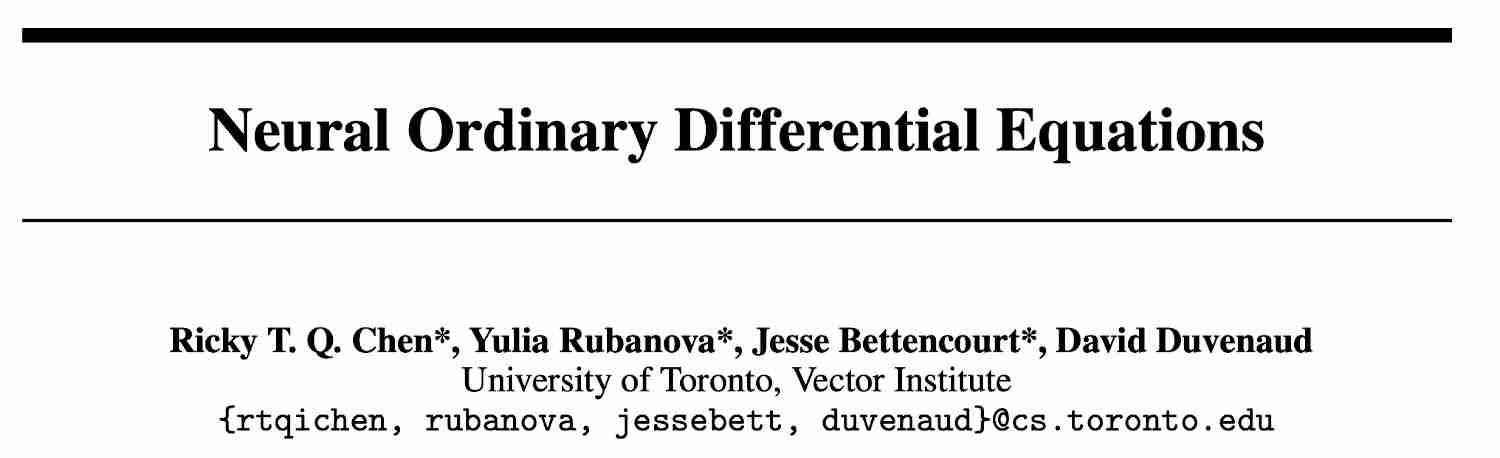 Neural Ordinary Differential Equations
Ricky T. Q. Chen*, Yulia Rubanova*, Jesse Bettencourt*, David Duvenaud
University of Toronto, Vector Institute
{rtqichen, rubanova, jessebett, duvenaud}@cs.toronto.edu